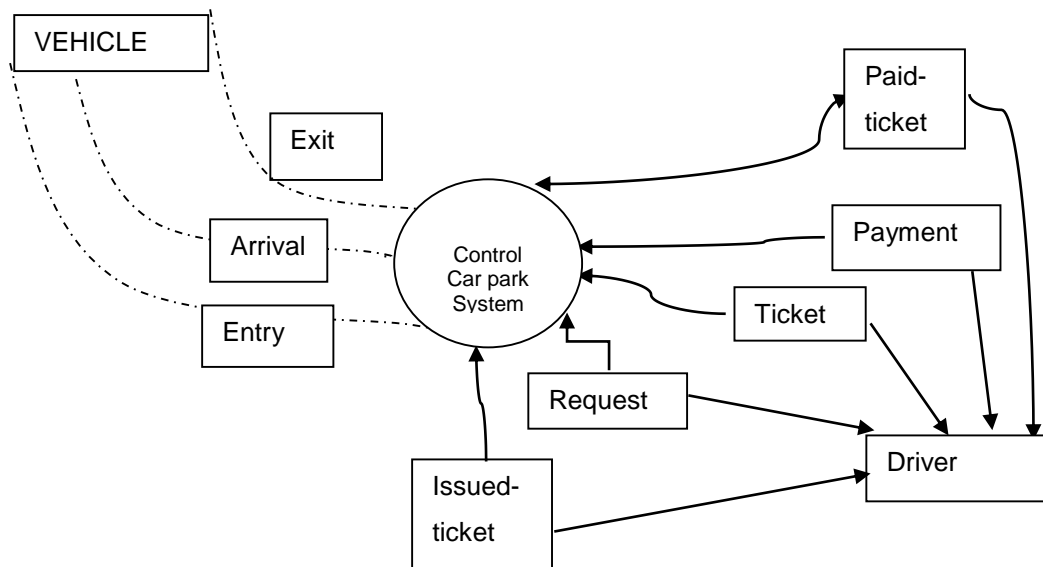 VEHICLE
Paid-
ticket
Exit
Arrival
Payment
Control
Car park
System
Entry
Ticket
Request
Driver
Issued-
ticket